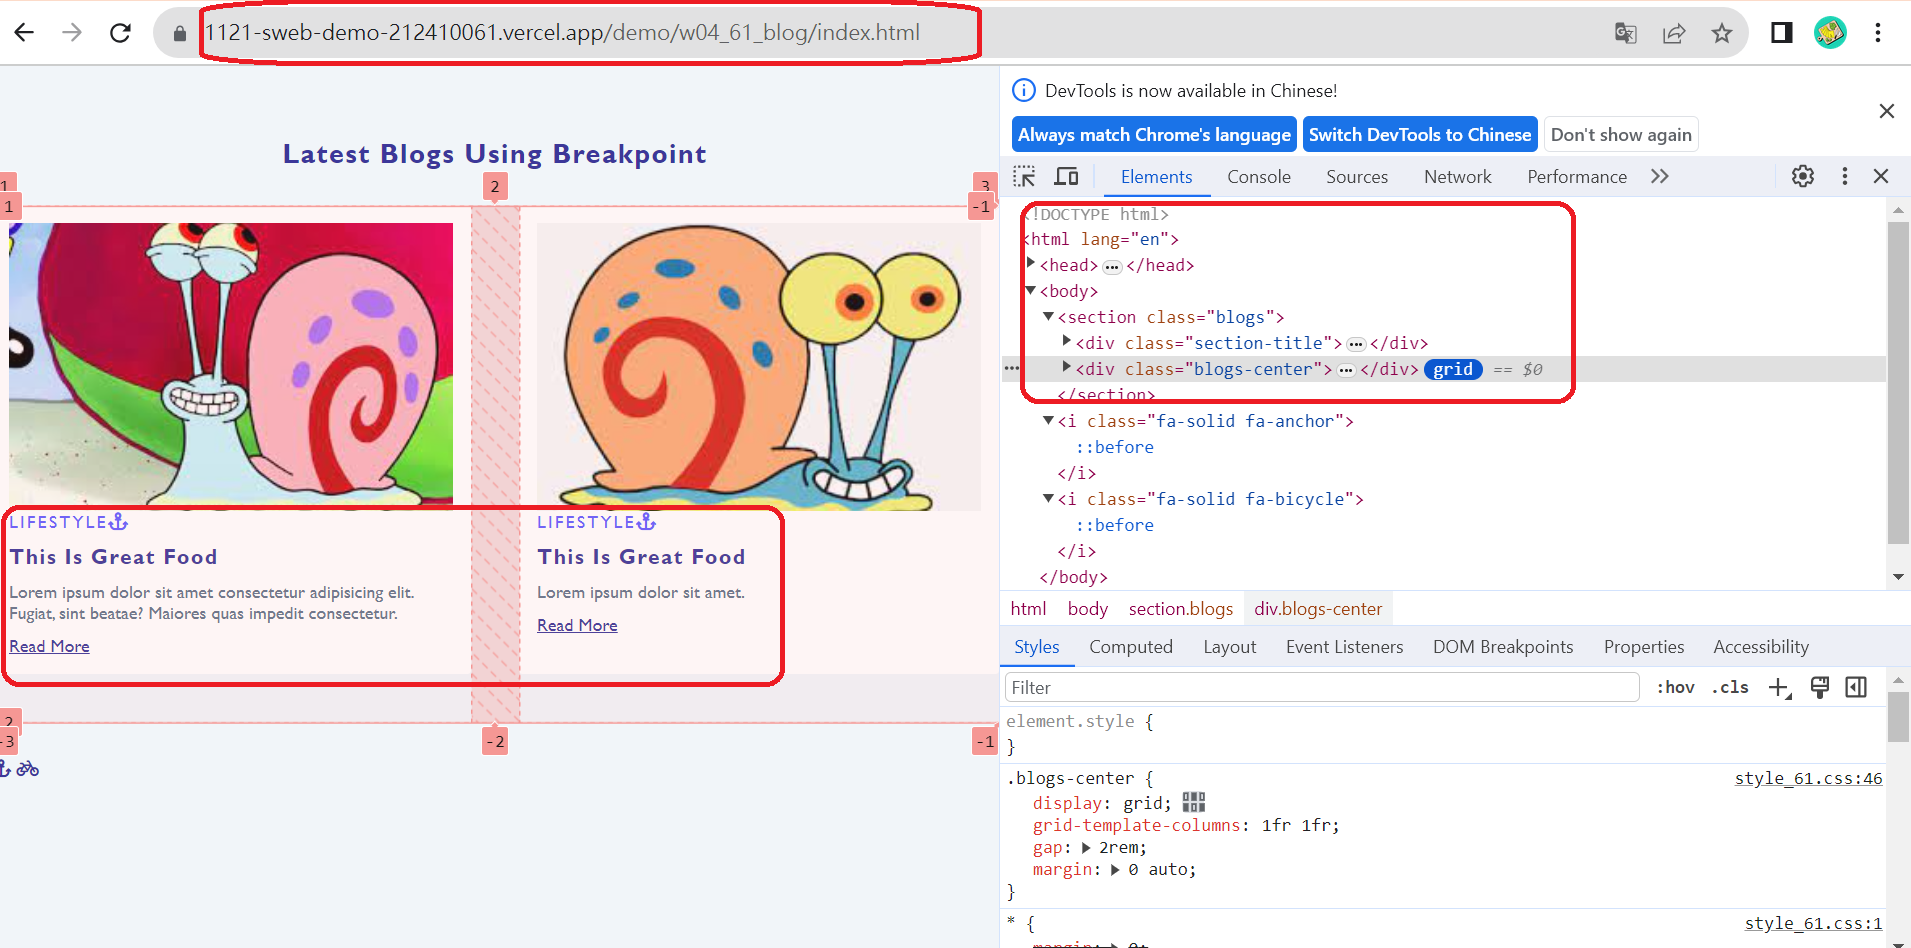 1121-sweb-demo-212410061.vercel.app/demo/w04_61_blog/index.html
Latest Blogs Using Breakpoint
1
2
3
1
-1
LIFESTYLE
This Is Great Food
Lorem ipsum dolor sit amet consectetur adipisicing elit.
Fugiat, sint beatae? Maiores quas impedit consectetur.
Read More
LIFESTYLE
This Is Great Food
Lorem ipsum dolor sit amet.
Read More
2
-3
-2
-1
DevTools is now available in Chinese!
Always match Chrome's language
Switch DevTools to Chinese
Don't show again
Elements Console Sources Network Performance
<!DOCTYPE html>
<html lang="en">
<head>…</head>
<body>
<section class="blogs">
<div class="section-title">…</div>
<div class="blogs-center">…</div> grid == $0
</section>
<i class="fa-solid fa-anchor">
::before
</i>
<i class="fa-solid fa-bicycle">
::before
</i>
</body>
html body section.blogs div.blogs-center
Styles Computed Layout Event Listeners DOM Breakpoints Properties Accessibility
Filter :hov .cls
element.style {
}
.blogs-center { style_61.css:46
display: grid;
grid-template-columns: 1fr 1fr;
gap: 2rem;
margin: 0 auto;
}
* { style_61.css:1
margin: 0;